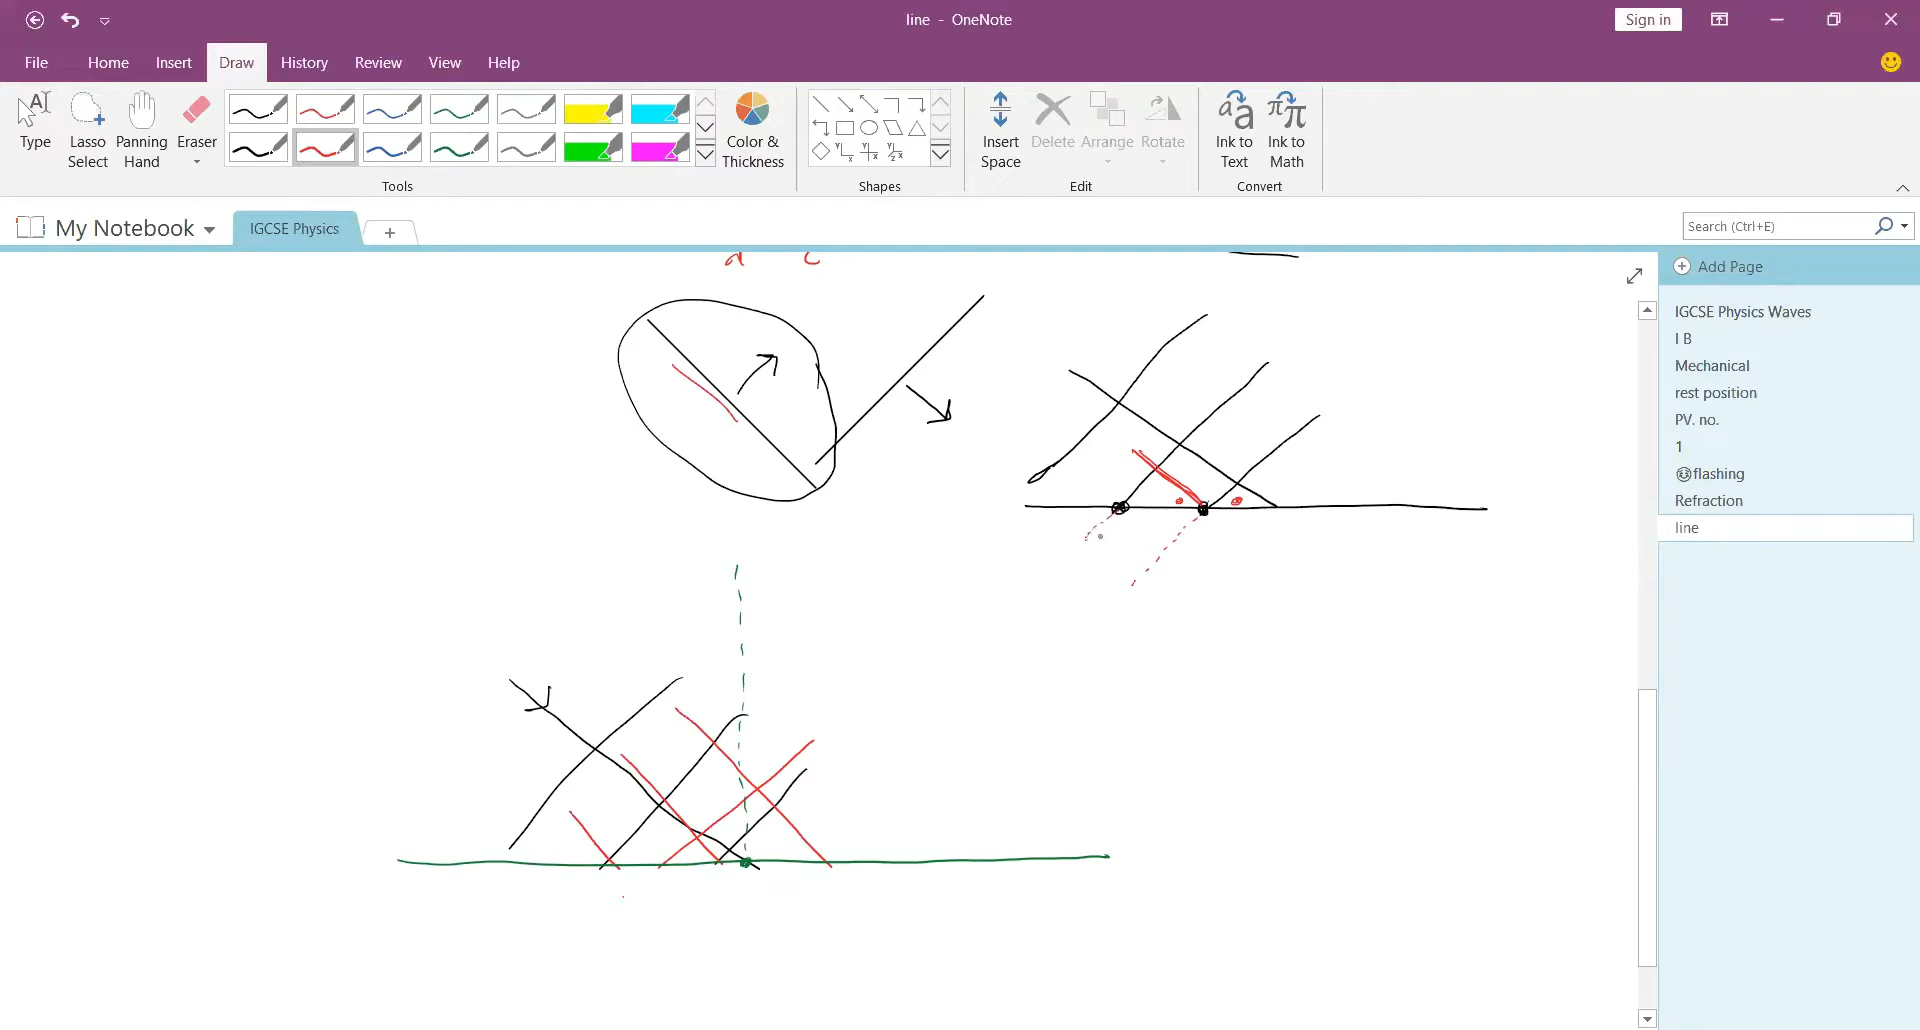 line - OneNote
Sign in
File Home Insert Draw History Review View Help
Type
Lasso Select
Panning Hand
Eraser
Color & Thickness
Insert Space
Delete
Arrange
Rotate
Ink to Text
Ink to Math
Tools
Shapes
Edit
Convert
My Notebook
IGCSE Physics
+
Search (Ctrl+E)
Add Page
IGCSE Physics Waves
I B
Mechanical
rest position
PV. no.
1
flashing
Refraction
line